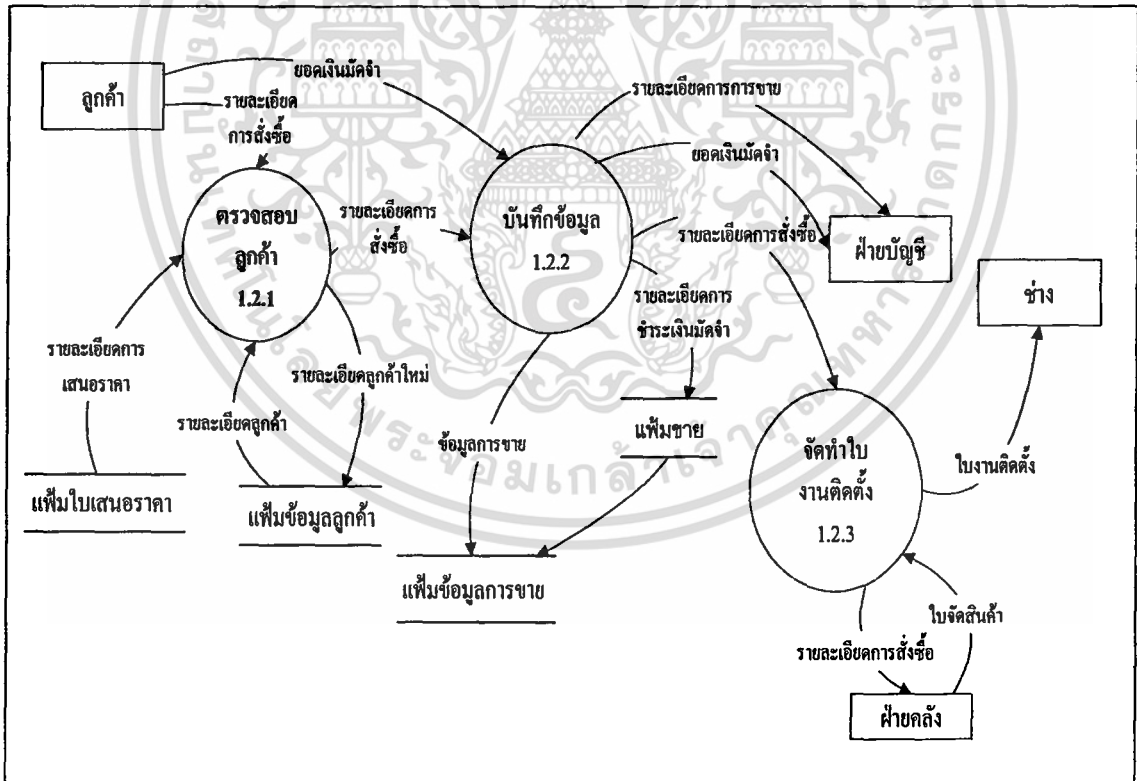 ลูกค้า
ยอดเงินมัดจำ
รายละเอียด
การสั่งซื้อ
รายละเอียดการการขาย
ยอดเงินมัดจำ
ตรวจสอบ
ลูกค้า
1.2.1
รายละเอียดการ
สั่งซื้อ
บันทึกข้อมูล
1.2.2
รายละเอียดการสั่งซื้อ
ฝ่ายบัญชี
ช่าง
รายละเอียดการ
ชำระเงินมัดจำ
รายละเอียดการ
เสนอราคา
รายละเอียดลูกค้าใหม่
รายละเอียดลูกค้า
ข้อมูลการขาย
แฟ้มขาย
จัดทำใบ
งานติดตั้ง
1.2.3
ใบงานติดตั้ง
แฟ้มใบเสนอราคา
แฟ้มข้อมูลลูกค้า
แฟ้มข้อมูลการขาย
ใบจัดสินค้า
รายละเอียดการสั่งซื้อ
ฝ่ายคลัง